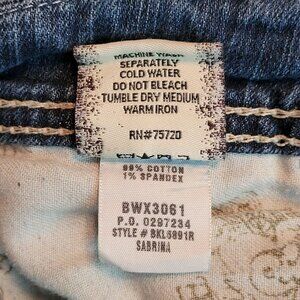 MACHINE WASH
SEPARATELY
COLD WATER
DO NOT BLEACH
TUMBLE DRY MEDIUM
WARM IRON
RN#75720
99% COTTON
1% SPANDEX
BWX3061
P.O. 0297234
STYLE # BKL6891R
SABRINA